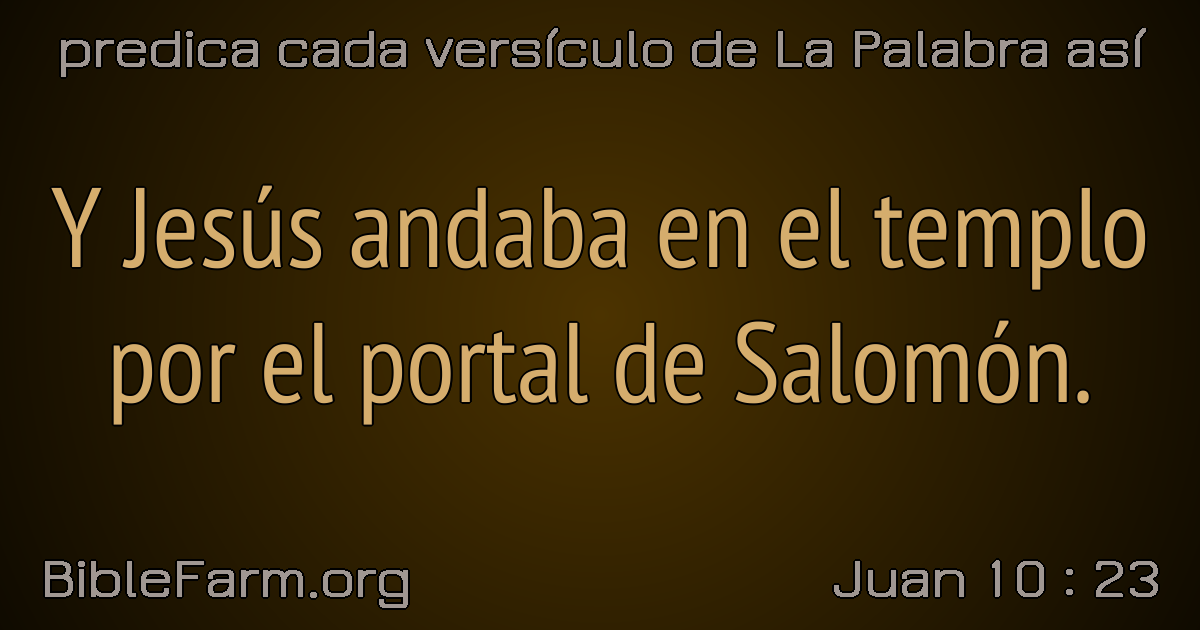 predica cada versículo de La Palabra así
Y Jesús andaba en el templo
por el portal de Salomón.
BibleFarm.org
Juan 10 : 23